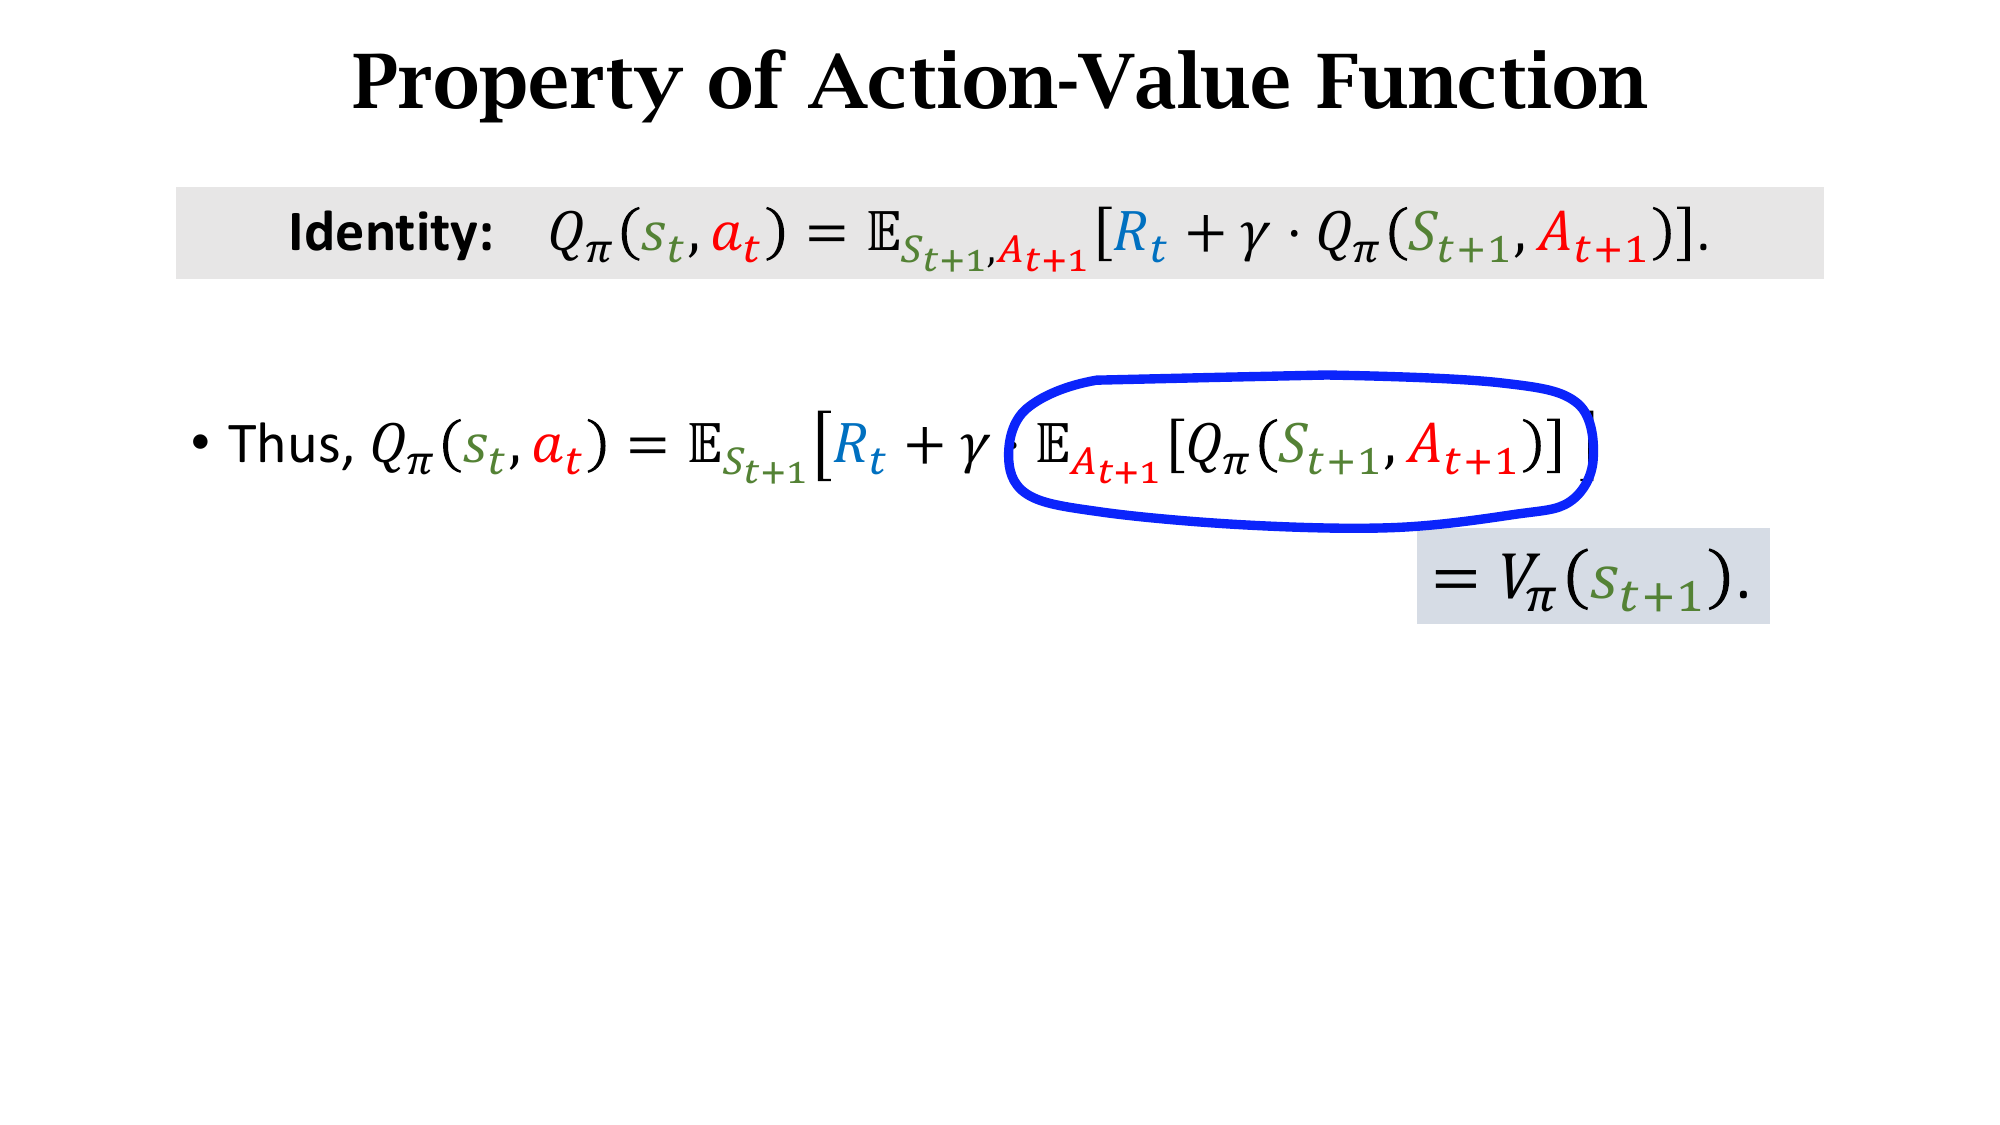 Property of Action-Value Function
Identity: $Q_\pi(s_t, a_t) = \mathbb{E}_{S_{t+1}, A_{t+1}}[R_t + \gamma \cdot Q_\pi(S_{t+1}, A_{t+1})].$
• Thus, $Q_\pi(s_t, a_t) = \mathbb{E}_{S_{t+1}}[R_t + \gamma \cdot \mathbb{E}_{A_{t+1}}[Q_\pi(S_{t+1}, A_{t+1})]]$
$= V_\pi(s_{t+1}).$